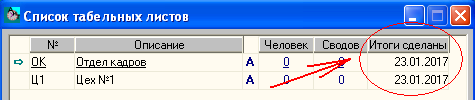 Список табельных листов
№ Описание Человек Сводов Итоги сделаны
ОК Отдел кадров А 0 0 23.01.2017
Ц1 Цех №1 А 0 0 23.01.2017